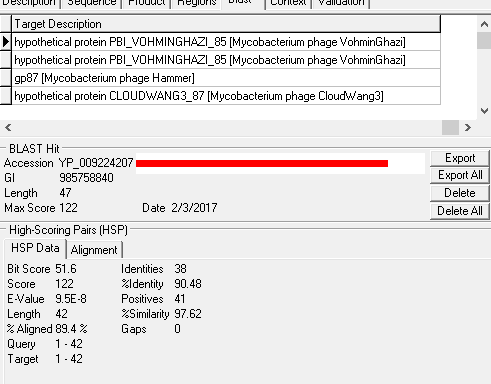 Description Sequence Product Regions Blast Context Validation
Target Description
hypothetical protein PBI_VOHMINGHAZI_85 [Mycobacterium phage VohminGhazi]
hypothetical protein PBI_VOHMINGHAZI_85 [Mycobacterium phage VohminGhazi]
gp87 [Mycobacterium phage Hammer]
hypothetical protein CLOUDWANG3_87 [Mycobacterium phage CloudWang3]
BLAST Hit
Accession YP_009224207 Export
GI 985758840 Export All
Length 47 Delete
Max Score 122 Date 2/3/2017 Delete All
High-Scoring Pairs (HSP)
HSP Data Alignment
Bit Score 51.6 Identities 38
Score 122 %Identity 90.48
E-Value 9.5E-8 Positives 41
Length 42 %Similarity 97.62
% Aligned 89.4 % Gaps 0
Query 1 - 42
Target 1 - 42